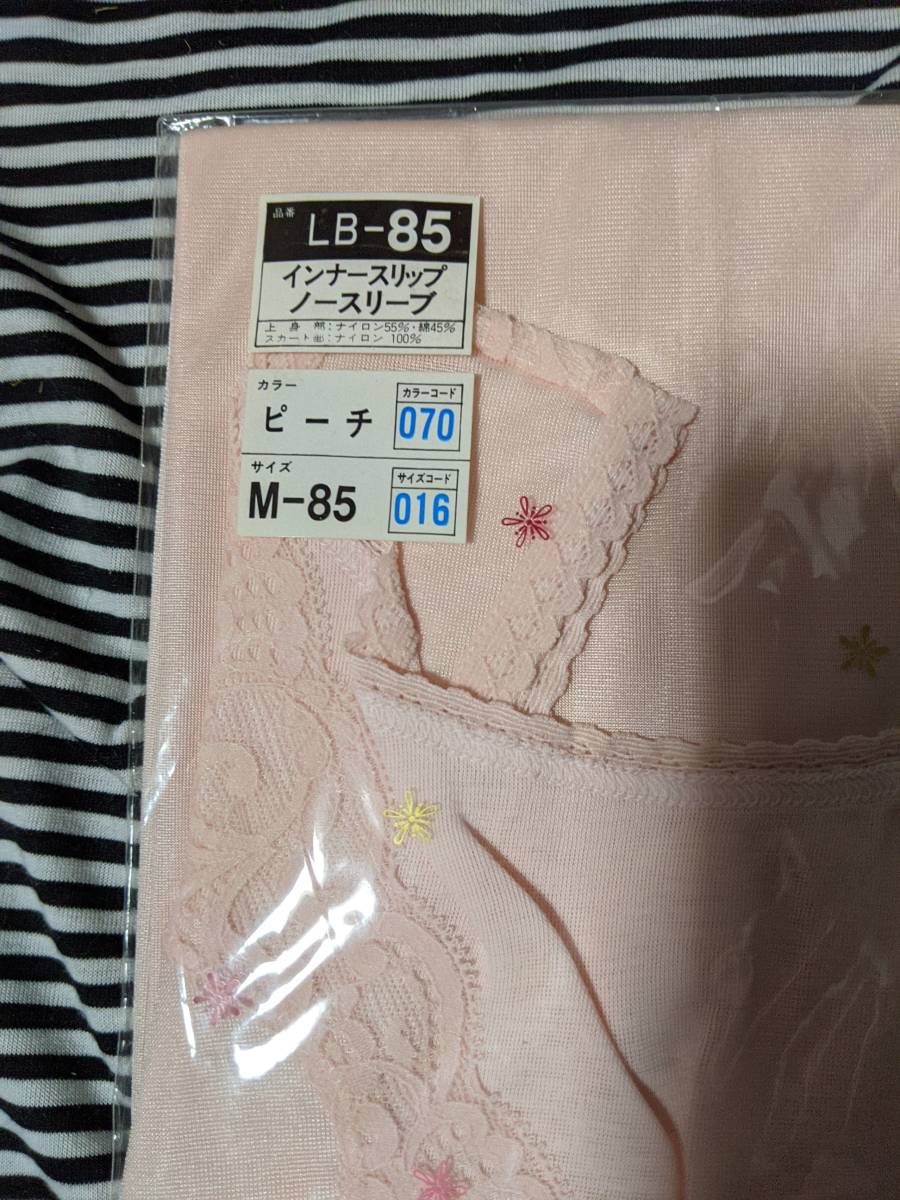 品番 LB-85
インナースリップ
ノースリーブ
上身部:ナイロン55%・綿45%
スカート部:ナイロン 100%
カラー
カラーコード
ピーチ
070
サイズ
サイズコード
M-85
016